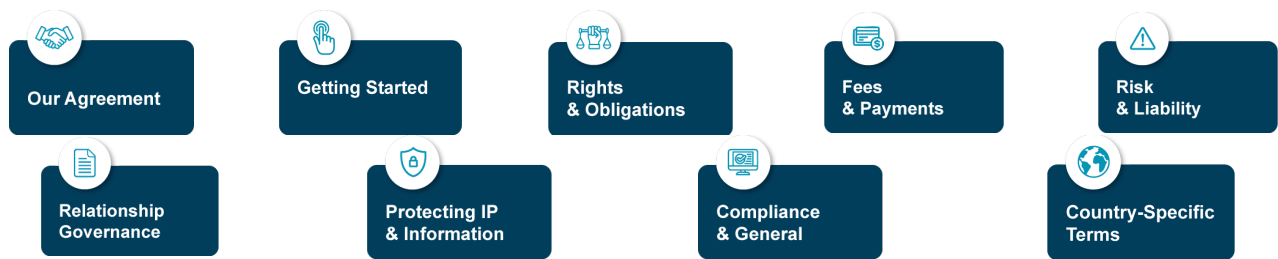 Our Agreement
Getting Started
Rights
& Obligations
Fees
& Payments
Risk
& Liability
Relationship
Governance
Protecting IP
& Information
Compliance
& General
Country-Specific
Terms